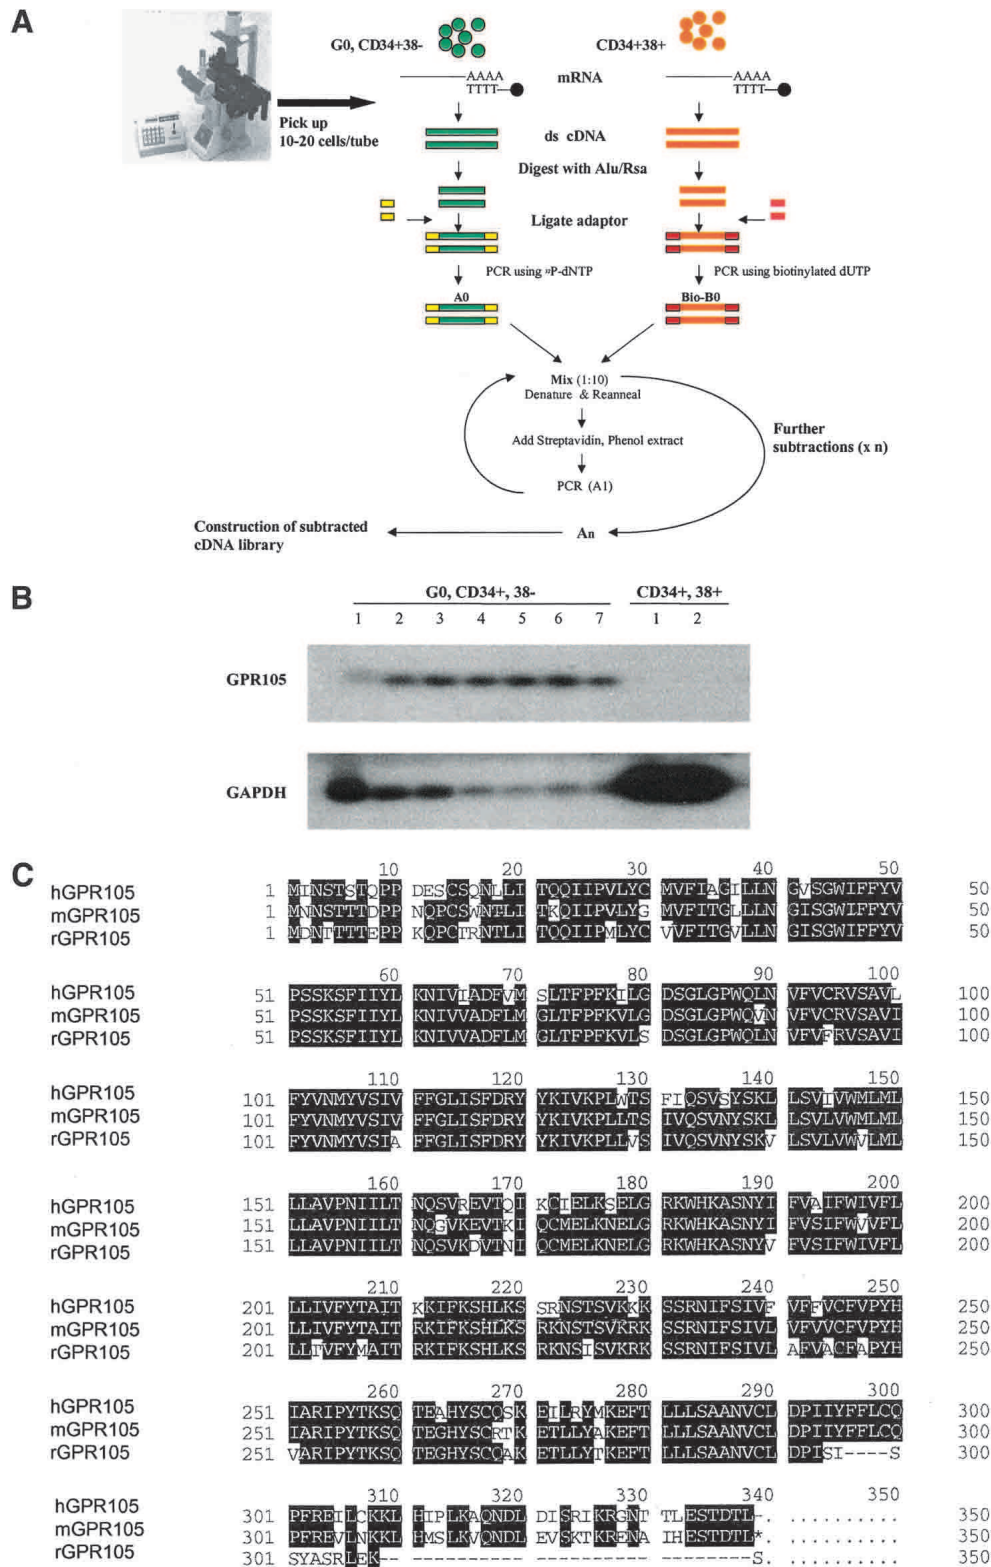 A
G0, CD34+38-
CD34+38+
AAAA
TTTT
mRNA
AAAA
TTTT
Pick up
10-20 cells/tube
ds cDNA
Digest with Alu/Rsa
Ligate adaptor
PCR using P-dNTP
PCR using biotinylated dUTP
A0
Bio-B0
Mix (1:10)
Denature & Reanneal
Add Streptavidin, Phenol extract
PCR (A1)
Further
subtractions (x n)
Construction of subtracted
cDNA library
An
B
G0, CD34+, 38-
CD34+, 38+
1 2 3 4 5 6 7 1 2
GPR105
GAPDH
C
10 20 30 40 50
hGPR105 1 MINSTSTQPP DESCSQNLLI TQQIIPVLYC MVFIAGILLN GVSGWIFFYV 50
mGPR105 1 MNNSTTTDPP NQPCSWNTLI TKQIIPVLYG MVFITGLLLN GISGWIFFYV 50
rGPR105 1 MDNTTTTEPP KQPCTRNTLI TQQIIPMLYC VVFITGVLLN GISGWIFFYV 50
60 70 80 90 100
hGPR105 51 PSSKSFIIYL KNIVIADFVM SLTFPFKILG DSGLGPWQLN VFVCRVSAVL 100
mGPR105 51 PSSKSFIIYL KNIVVADFLM GLTFPFKVLG DSGLGPWQVN VFVCRVSAVI 100
rGPR105 51 PSSKSFIIYL KNIVVADFLM GLTFPFKVLS DSGLGPWQLN VFVFRVSAVI 100
110 120 130 140 150
hGPR105 101 FYVNMYVSIV FFGLISFDRY YKIVKPLWTS FIQSVSYSKL LSVIVWMLML 150
mGPR105 101 FYVNMYVSIV FFGLISFDRY YKIVKPLLTS IVQSVNYSKL LSVLVWMLML 150
rGPR105 101 FYVNMYVSIA FFGLISFDRY YKIVKPLLVS IVQSVNYSKV LSVLVWVLML 150
160 170 180 190 200
hGPR105 151 LLAVPNIILT NQSVREVTQI KCIELKSELG RKWHKASNYI FVAIFWIVFL 200
mGPR105 151 LLAVPNIILT NQGVKEVTKI QCMELKNELG RKWHKASNYI FVSIFWVVFL 200
rGPR105 151 LLAVPNIILT NQSVKDVTNI QCMELKNELG RKWHKASNYV FVSIFWIVFL 200
210 220 230 240 250
hGPR105 201 LLIVFYTAIT KKIFKSHLKS SRNSTSVKKK SSRNIFSIVF VFFVCFVPYH 250
mGPR105 201 LLIVFYTAIT RKIFKSHLKS RKNSTSVKRK SSRNIFSIVL VFVVCFVPYH 250
rGPR105 201 LLTVFYMAIT RKIFKSHLKS RKNSISVKRK SSRNIFSIVL AFVACFAPYH 250
260 270 280 290 300
hGPR105 251 IARIPYTKSQ TEAHYSCQSK EILRYMKEFT LLLSAANVCL DPIIYFFLCQ 300
mGPR105 251 IARIPYTKSQ TEGHYSCRTK ETLLYAKEFT LLLSAANVCL DPIIYFFLCQ 300
rGPR105 251 VARIPYTKSQ TEGHYSCQAK ETLLYTKEFT LLLSAANVCL DPISI----S 300
310 320 330 340 350
hGPR105 301 PFREILCKKL HIPLKAQNDL DISRIKRGNT TLESTDTL-. .......... 350
mGPR105 301 PFREVLNKKL HMSLKVQNDL EVSKTKRENA IHESTDTL*. .......... 350
rGPR105 301 SYASRLEK-- ---------- ---------- --------S. .......... 350